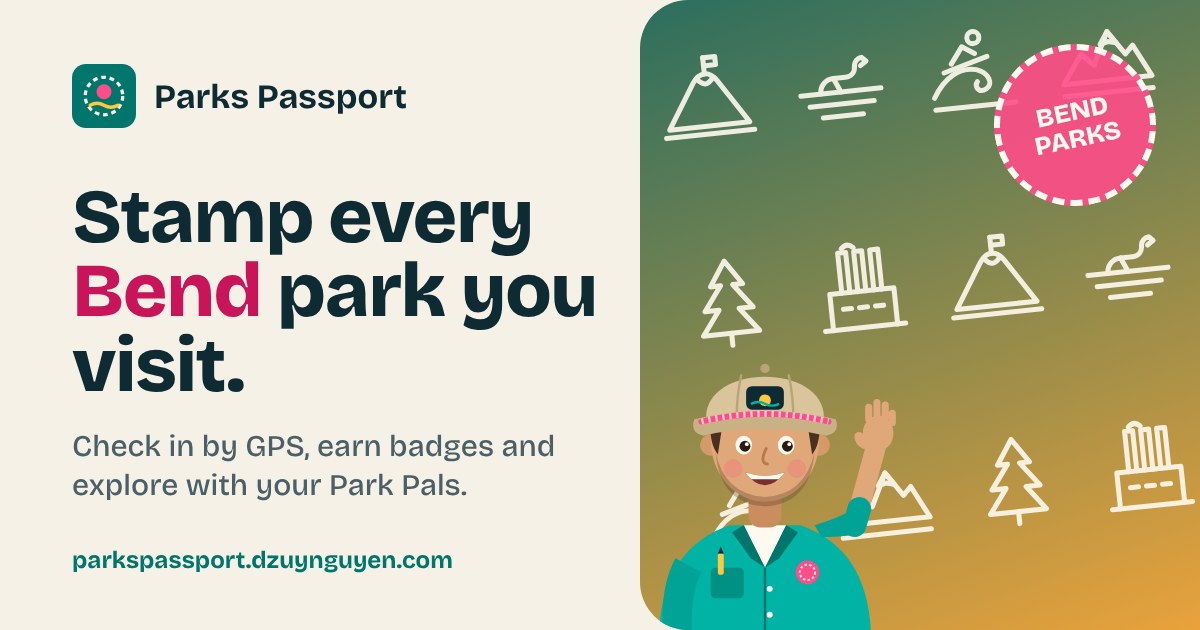 Parks Passport
Stamp every
Bend park you
visit.
Check in by GPS, earn badges and
explore with your Park Pals.
parkspassport.dzuynguyen.com
BEND
PARKS